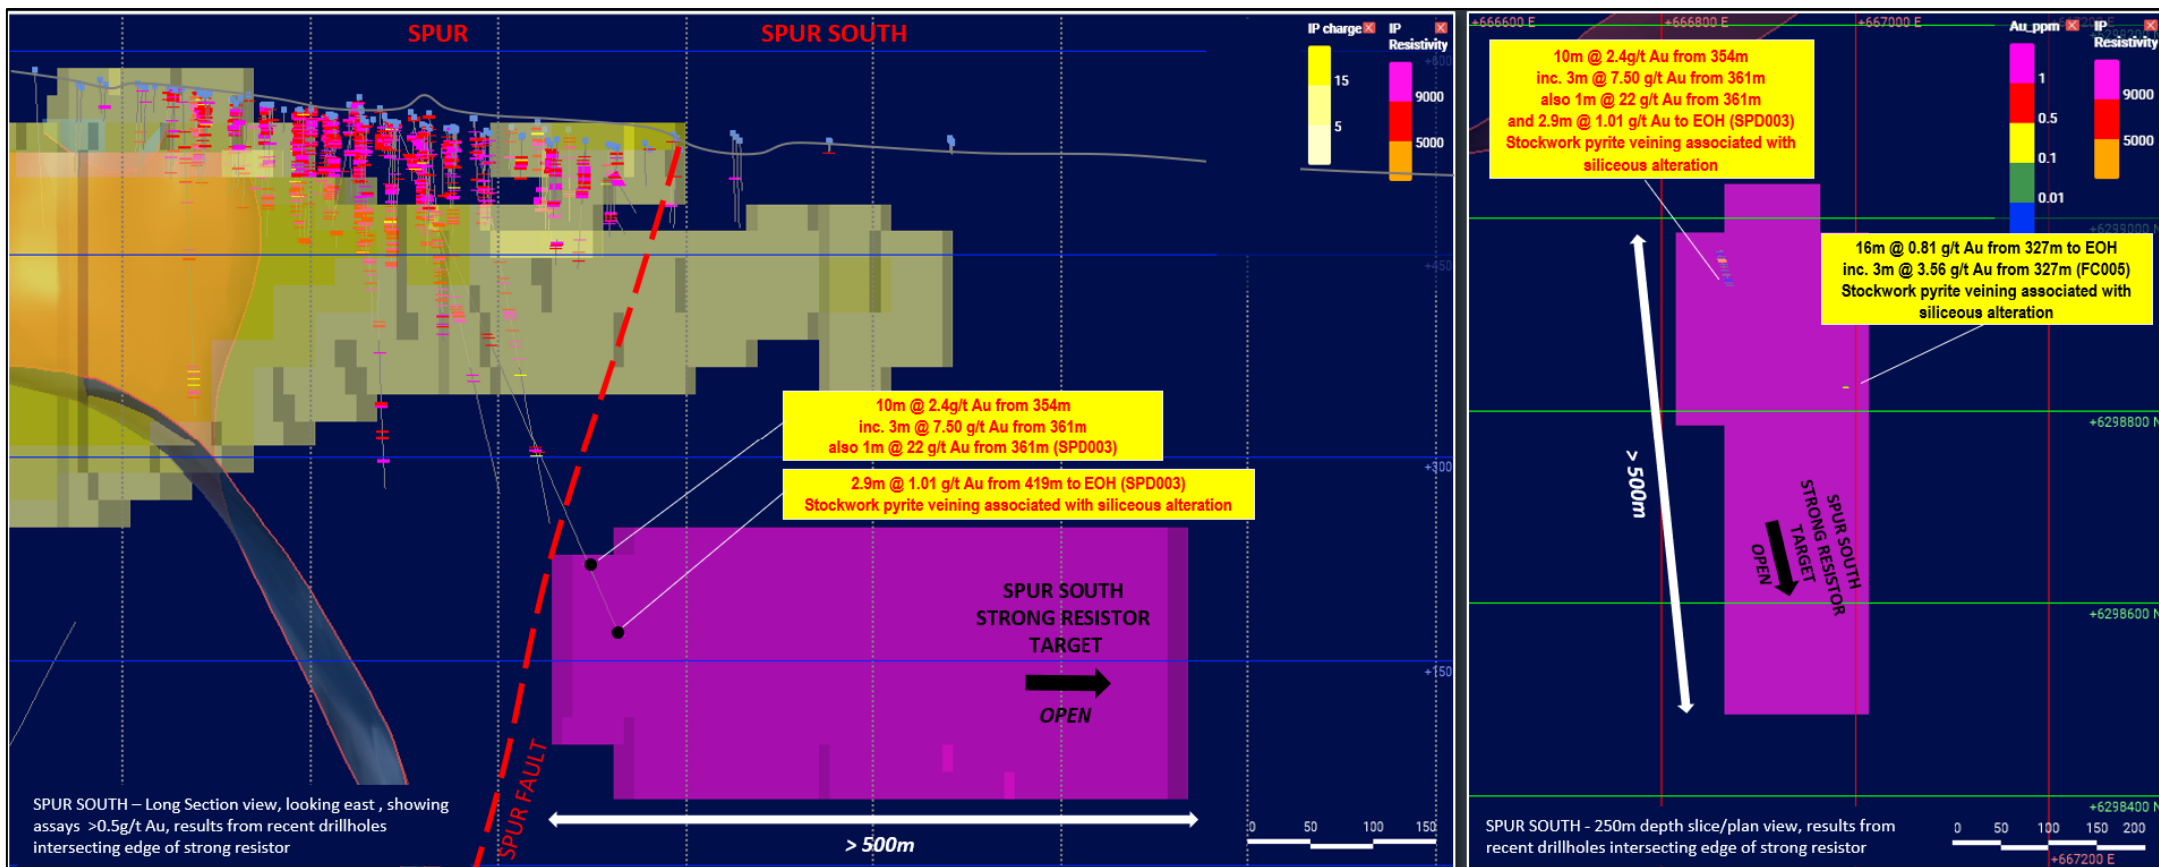 SPUR
SPUR SOUTH
IP charge
15
5
IP
Resistivity
9000
5000
+600
+450
+300
+150
10m @ 2.4g/t Au from 354m
inc. 3m @ 7.50 g/t Au from 361m
also 1m @ 22 g/t Au from 361m (SPD003)
2.9m @ 1.01 g/t Au from 419m to EOH (SPD003)
Stockwork pyrite veining associated with siliceous alteration
SPUR SOUTH
STRONG RESISTOR
TARGET
OPEN
SPUR FAULT
> 500m
SPUR SOUTH – Long Section view, looking east , showing
assays >0.5g/t Au, results from recent drillholes
intersecting edge of strong resistor
0 50 100 150
+666600 E
+666800 E
+667000 E
+667200 E
10m @ 2.4g/t Au from 354m
inc. 3m @ 7.50 g/t Au from 361m
also 1m @ 22 g/t Au from 361m
and 2.9m @ 1.01 g/t Au to EOH (SPD003)
Stockwork pyrite veining associated with
siliceous alteration
Au_ppm
1
0.5
0.1
0.01
IP
Resistivity
9000
5000
+6299000 N
16m @ 0.81 g/t Au from 327m to EOH
inc. 3m @ 3.56 g/t Au from 327m (FC005)
Stockwork pyrite veining associated with
siliceous alteration
+6298800 N
> 500m
SPUR SOUTH
STRONG RESISTOR
TARGET
OPEN
+6298600 N
+6298400 N
SPUR SOUTH - 250m depth slice/plan view, results from
recent drillholes intersecting edge of strong resistor
0 50 100 150 200
+667200 E